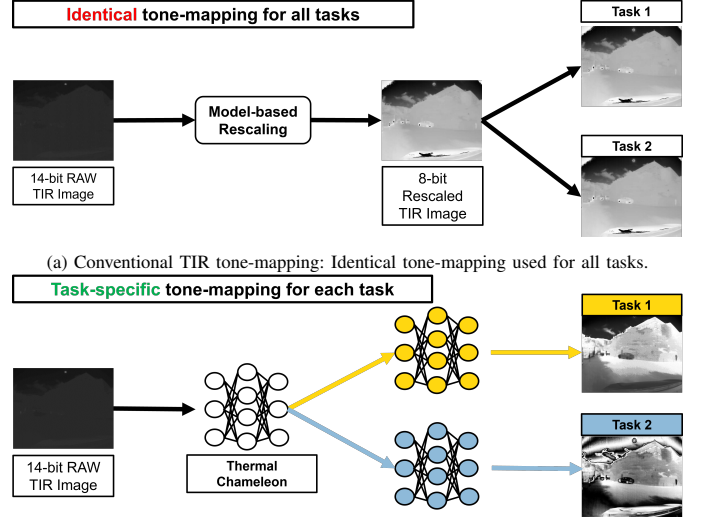 Identical tone-mapping for all tasks
Task 1
Model-based
Rescaling
Task 2
14-bit RAW
TIR Image
8-bit
Rescaled
TIR Image
(a) Conventional TIR tone-mapping: Identical tone-mapping used for all tasks.
Task-specific tone-mapping for each task
Task 1
Task 2
14-bit RAW
TIR Image
Thermal
Chameleon